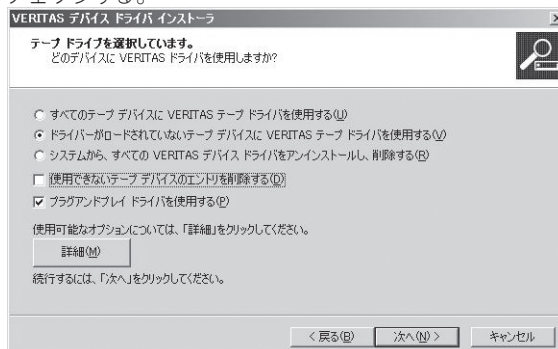 チェックする。
VERITAS デバイス ドライバ インストーラ
テープ ドライブを選択しています。
どのデバイスに VERITAS ドライバを使用しますか?
すべてのテープ デバイスに VERITAS テープ ドライバを使用する(U)
ドライバーがロードされていないテープ デバイスに VERITAS テープ ドライバを使用する(V)
システムから、すべての VERITAS デバイス ドライバをアンインストールし、削除する(R)
使用できないテープ デバイスのエントリを削除する(D)
プラグアンドプレイ ドライバを使用する(P)
使用可能なオプションについては、「詳細」をクリックしてください。
詳細(M)
続行するには、「次へ」をクリックしてください。
< 戻る(B) 次へ(N) > キャンセル